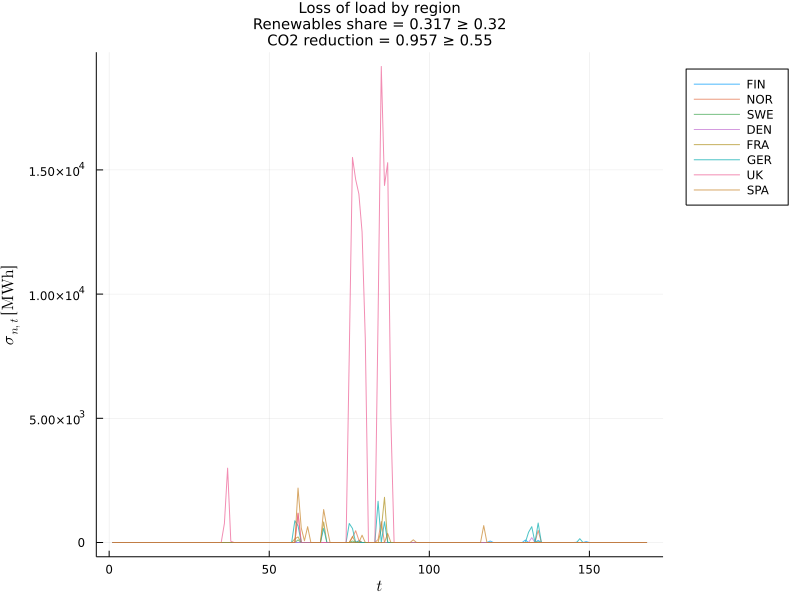 Loss of load by region
Renewables share = 0.317 ≥ 0.32
CO2 reduction = 0.957 ≥ 0.55
FIN
NOR
SWE
DEN
FRA
GER
UK
SPA
1.50×10⁴
1.00×10⁴
5.00×10³
0
σₙ,ₜ [MWh]
0 50 100 150
t